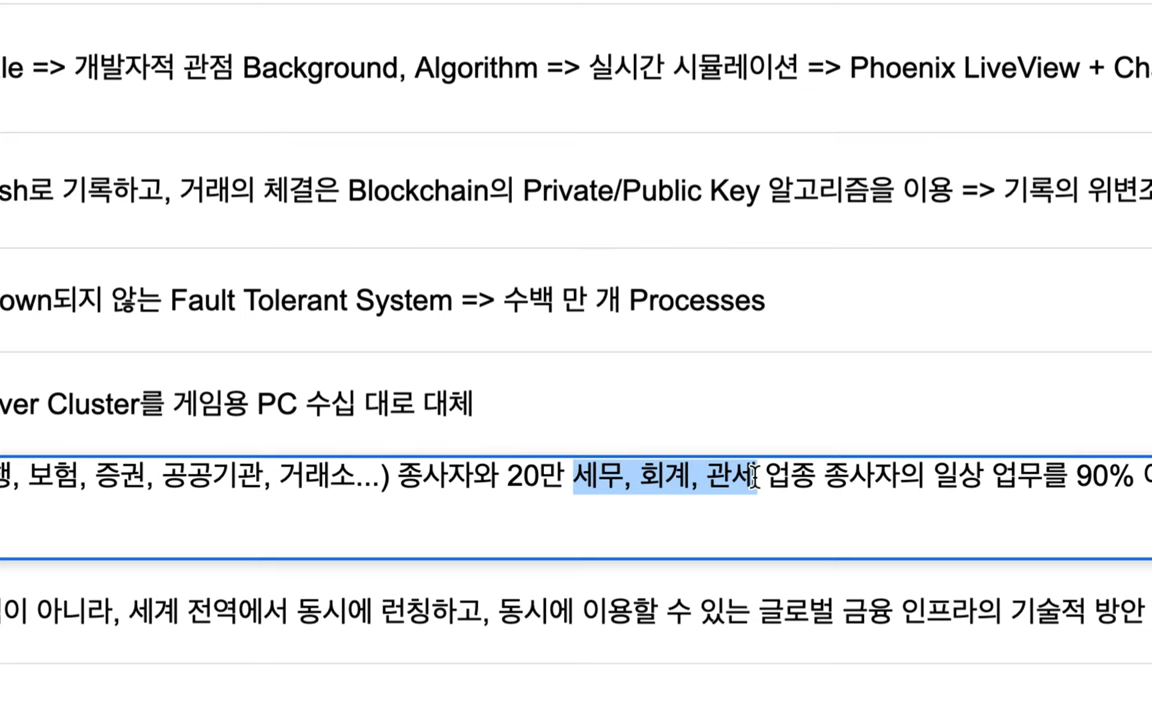 le => 개발자적 관점 Background, Algorithm => 실시간 시뮬레이션 => Phoenix LiveView + Ch
sh로 기록하고, 거래의 체결은 Blockchain의 Private/Public Key 알고리즘을 이용 => 기록의 위변조
own되지 않는 Fault Tolerant System => 수백 만 개 Processes
ver Cluster를 게임용 PC 수십 대로 대체
행, 보험, 증권, 공공기관, 거래소...) 종사자와 20만 세무, 회계, 관세 업종 종사자의 일상 업무를 90%
이 아니라, 세계 전역에서 동시에 런칭하고, 동시에 이용할 수 있는 글로벌 금융 인프라의 기술적 방안